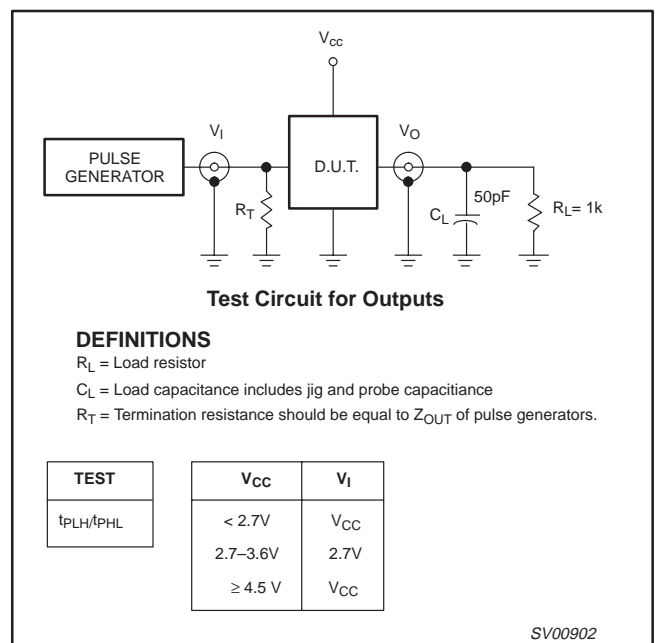 Vcc
VI
VO
PULSE
GENERATOR
D.U.T.
RT
50pF
CL
RL= 1k
Test Circuit for Outputs
DEFINITIONS
RL = Load resistor
CL = Load capacitance includes jig and probe capacitiance
RT = Termination resistance should be equal to ZOUT of pulse generators.
TEST
tPLH/tPHL
VCC VI
< 2.7V VCC
2.7–3.6V 2.7V
≥ 4.5 V VCC
SV00902